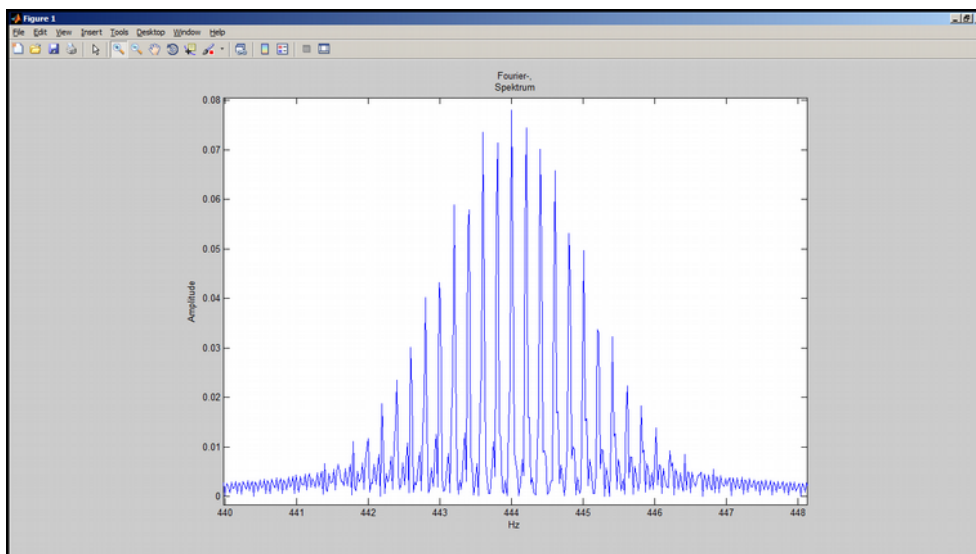 Figure 1
File Edit View Insert Tools Desktop Window Help
Fourier-,
Spektrum
0.08
0.07
0.06
0.05
0.04
0.03
0.02
0.01
0
Amplitude
440 441 442 443 444 445 446 447 448
Hz